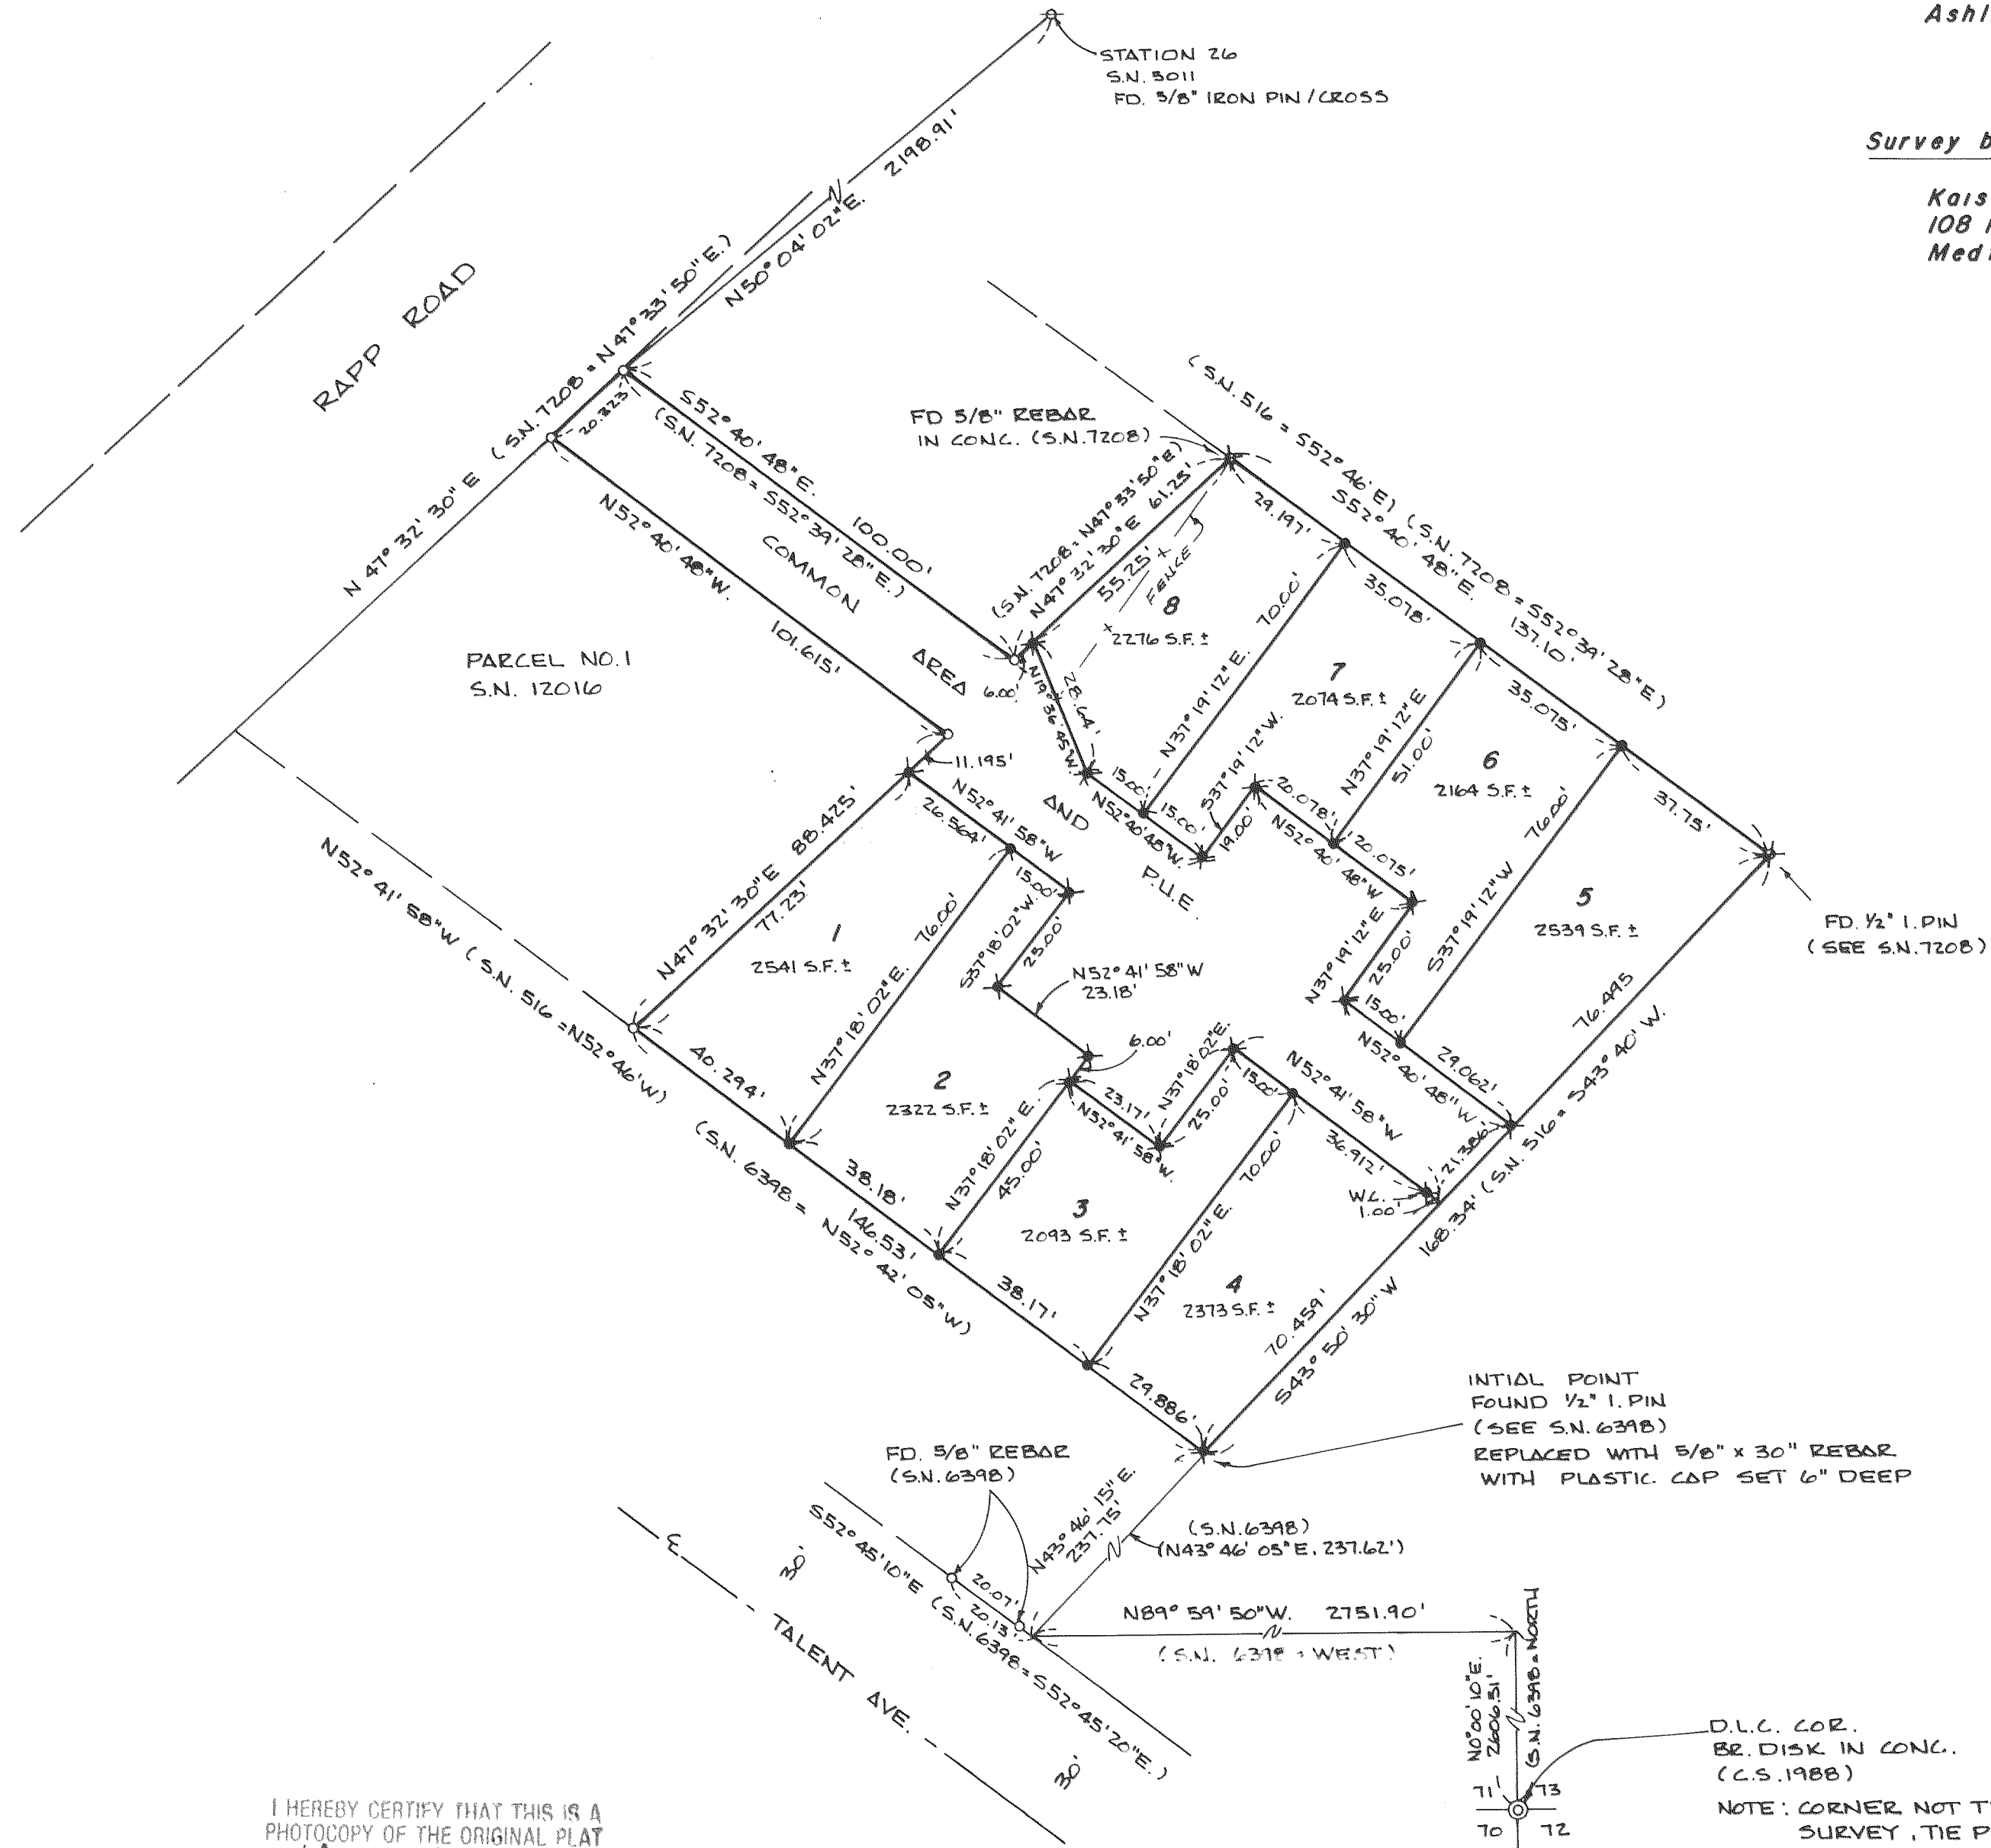 Ashl
STATION 26
S.N. 5011
FD. 5/8" IRON PIN / CROSS
Survey b
Kais
108
Med
2198.91'
N50° 04' 02" E.
RAPP ROAD
N 47° 32' 30" E ( S.N. 7208 = N47° 33' 50" E. )
20.323'
S52° 40' 48" E. 100.00'
(S.N. 7208 = S52° 39' 28" E.)
N52° 40' 48" W. 101.615'
COMMON
AREA
AND
P.U.E.
FD 5/8" REBAR
IN CONC. (S.N. 7208)
( S.N. 516 = S52° 46' E) (S.N. 7208 = S52° 39' 28" E)
S52° 40' 48" E. 137.10'
(S.N. 7208 = N47° 33' 50" E)
N47° 32' 30" E 61.25'
55.25'
FENCE
29.197'
35.078'
35.075'
37.75'
8
2276 S.F. ±
70.00'
N37° 19' 12" E.
7
2074 S.F. ±
N37° 19' 12" E
51.00'
6
2164 S.F. ±
76.00'
S37° 19' 12" W
5
2539 S.F. ±
FD. 1/2" I. PIN
( SEE S.N. 7208 )
PARCEL NO. 1
S.N. 12016
6.00'
28.64'
N19° 36' 45" W.
15.00'
15.00'
N52° 40' 48" W.
S37° 19' 12" W.
19.00'
20.078'
20.075'
N52° 40' 48" W
N37° 19' 12" E
25.00'
15.00'
29.062'
N52° 40' 48" W
76.495
11.195'
N52° 41' 58" W
26.564'
15.00'
N47° 32' 30" E 88.425'
77.23'
1
2541 S.F. ±
76.00'
N37° 18' 02" E.
S37° 18' 02" W.
25.00'
N52° 41' 58" W
23.18'
6.00'
N52° 41' 58" W ( S.N. 516 = N52° 46' W)
(S.N. 6398 = N52° 42' 05" W)
40.294'
38.18'
146.53'
38.17'
29.886'
2
2322 S.F. ±
N37° 18' 02" E.
45.00'
23.17'
N52° 41' 58" W.
N37° 18' 02" E.
25.00'
15.00'
N52° 41' 58" W
36.912'
W.C.
1.00'
21.386'
3
2093 S.F. ±
70.00'
N37° 18' 02" E.
4
2373 S.F. ±
70.459'
S43° 50' 30" W 168.34' (S.N. 516 = S43° 40' W.
INTIAL POINT
FOUND 1/2" I. PIN
(SEE S.N. 6398)
REPLACED WITH 5/8" x 30" REBAR
WITH PLASTIC CAP SET 6" DEEP
FD. 5/8" REBAR
(S.N. 6398)
N43° 46' 15" E.
237.75'
(S.N. 6398)
(N43° 46' 05" E, 237.62')
S52° 45' 10" E (S.N. 6398 = S52° 45' 20" E.)
20.07'
20.13'
30'
TALENT AVE.
30'
N89° 59' 50" W. 2751.90'
(S.N. 6398 = WEST)
N0° 00' 10" E.
2606.31'
(S.N. 6398 = NORTH
71 73
70 72
D.L.C. COR.
BR. DISK IN CONC.
(C.S. 1988)
NOTE: CORNER NOT T
SURVEY, TIE P
I HEREBY CERTIFY THAT THIS IS A
PHOTOCOPY OF THE ORIGINAL PLAT